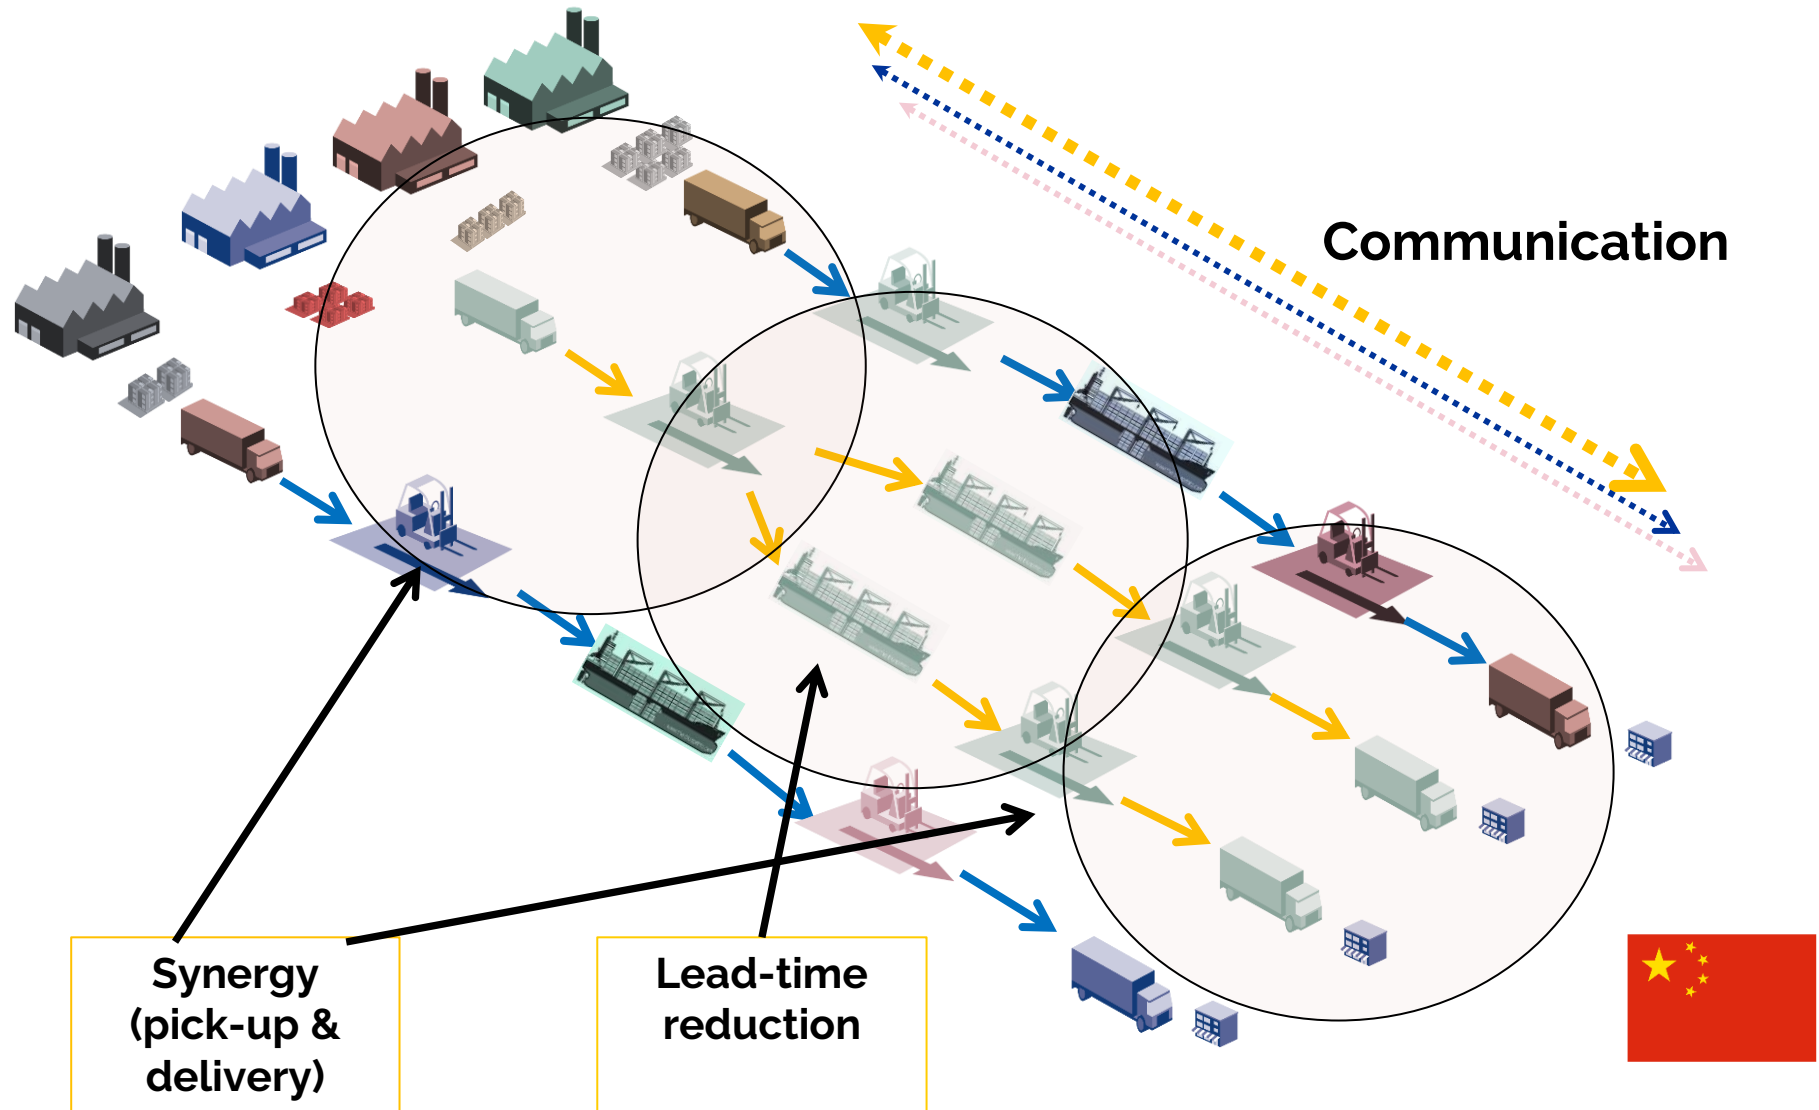 Communication
Synergy
(pick-up &
delivery)
Lead-time
reduction